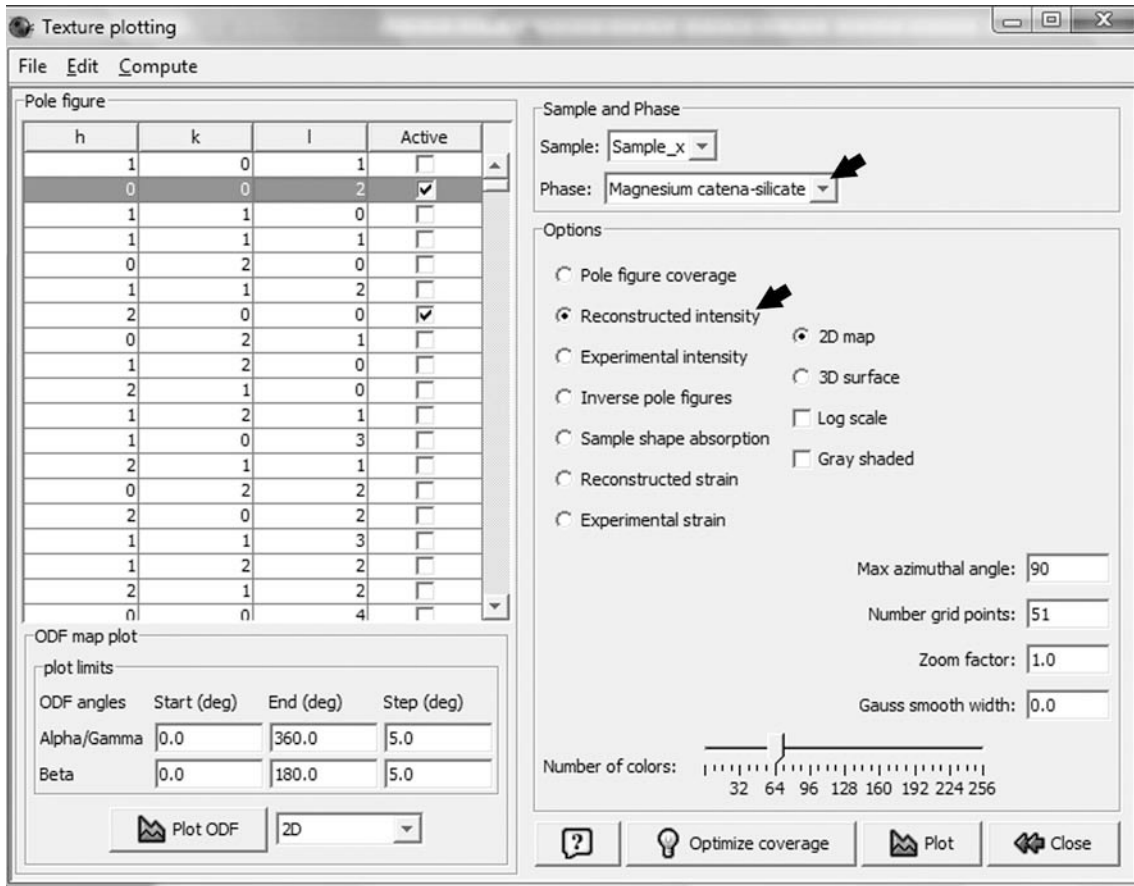 Texture plotting
File Edit Compute
Pole figure
h k l Active
1 0 1
0 0 2
1 1 0
1 1 1
0 2 0
1 1 2
2 0 0
0 2 1
1 2 0
2 1 0
1 2 1
1 0 3
2 1 1
0 2 2
2 0 2
1 1 3
1 2 2
2 1 2
0 0 4
ODF map plot
plot limits
ODF angles Start (deg) End (deg) Step (deg)
Alpha/Gamma 0.0 360.0 5.0
Beta 0.0 180.0 5.0
Plot ODF 2D
Sample and Phase
Sample: Sample_x
Phase: Magnesium catena-silicate
Options
Pole figure coverage
Reconstructed intensity
2D map
Experimental intensity
3D surface
Inverse pole figures
Log scale
Sample shape absorption
Gray shaded
Reconstructed strain
Experimental strain
Max azimuthal angle: 90
Number grid points: 51
Zoom factor: 1.0
Gauss smooth width: 0.0
Number of colors:
32 64 96 128 160 192 224 256
? Optimize coverage Plot Close